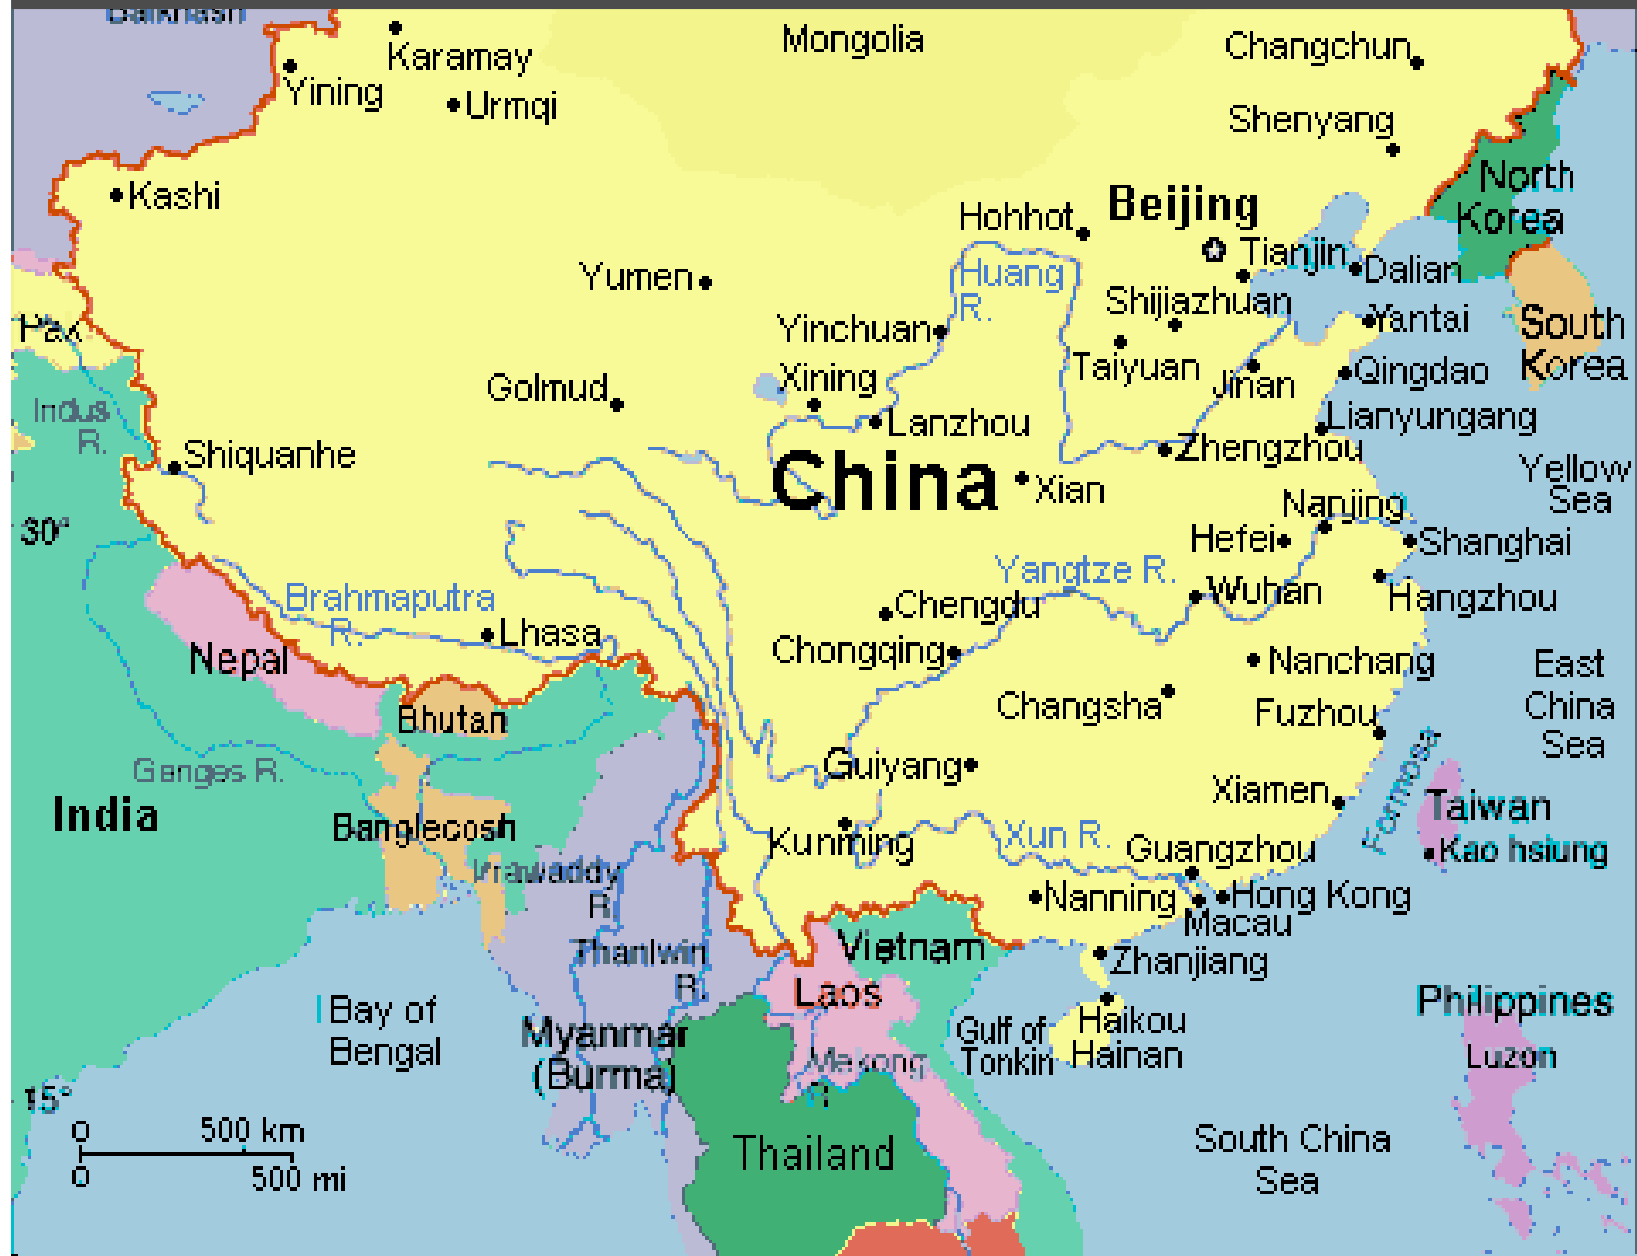 Balkhash
Karamay
Mongolia
Changchun
Yining
Urmqi
Shenyang
Kashi
North
Korea
Beijing
Hohhot
Tianjin
Dalian
Yumen
Huang
R.
Shijiazhuan
Yinchuan
Yantai
South
Korea
Pak
Xining
Taiyuan
Jinan
Qingdao
Golmud
Indus
R.
Lanzhou
Lianyungang
Shiquanhe
Zhengzhou
China
Xian
Yellow
Sea
Nanjing
30°
Hefei
Shanghai
Yangtze R.
Brahmaputra
R.
Wuhan
Hangzhou
Chengdu
Lhasa
Chongqing
Nepal
Nanchang
East
China
Sea
Changsha
Fuzhou
Bhutan
Formosa
Ganges R.
Guiyang
Xiamen
India
Taiwan
Banglecosh
Kunming
Xun R.
Guangzhou
Kao hsiung
Irrawaddy
R.
Nanning
Hong Kong
Macau
Vietnam
Thanlwin
R.
Zhanjiang
Laos
Philippines
Bay of
Bengal
Haikou
Hainan
Gulf of
Tonkin
Myanmar
(Burma)
Mekong
R.
Luzon
15°
0 500 km
0 500 mi
Thailand
South China
Sea